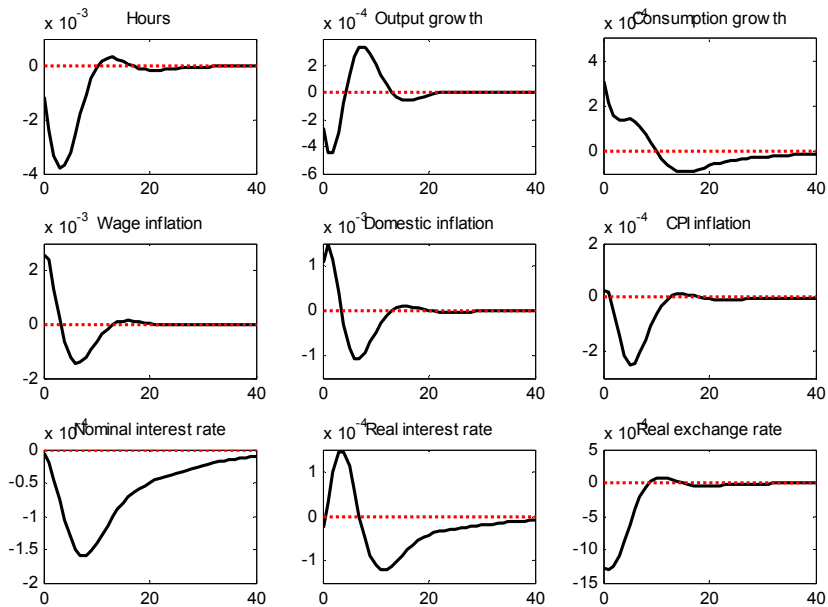 x 10^-3 Hours
0
-2
-4
0 20 40
x 10^-4 Output growth
2
0
-2
-4
-6
0 20 40
x 10^-4 Consumption growth
4
2
0
0 20 40
x 10^-3 Wage inflation
2
0
-2
0 20 40
x 10^-3 Domestic inflation
1
0
-1
0 20 40
x 10^-4 CPI inflation
2
0
-2
0 20 40
x 10^-4 Nominal interest rate
0
-0.5
-1
-1.5
-2
0 20 40
x 10^-4 Real interest rate
1
0
-1
0 20 40
x 10^-4 Real exchange rate
5
0
-5
-10
-15
0 20 40